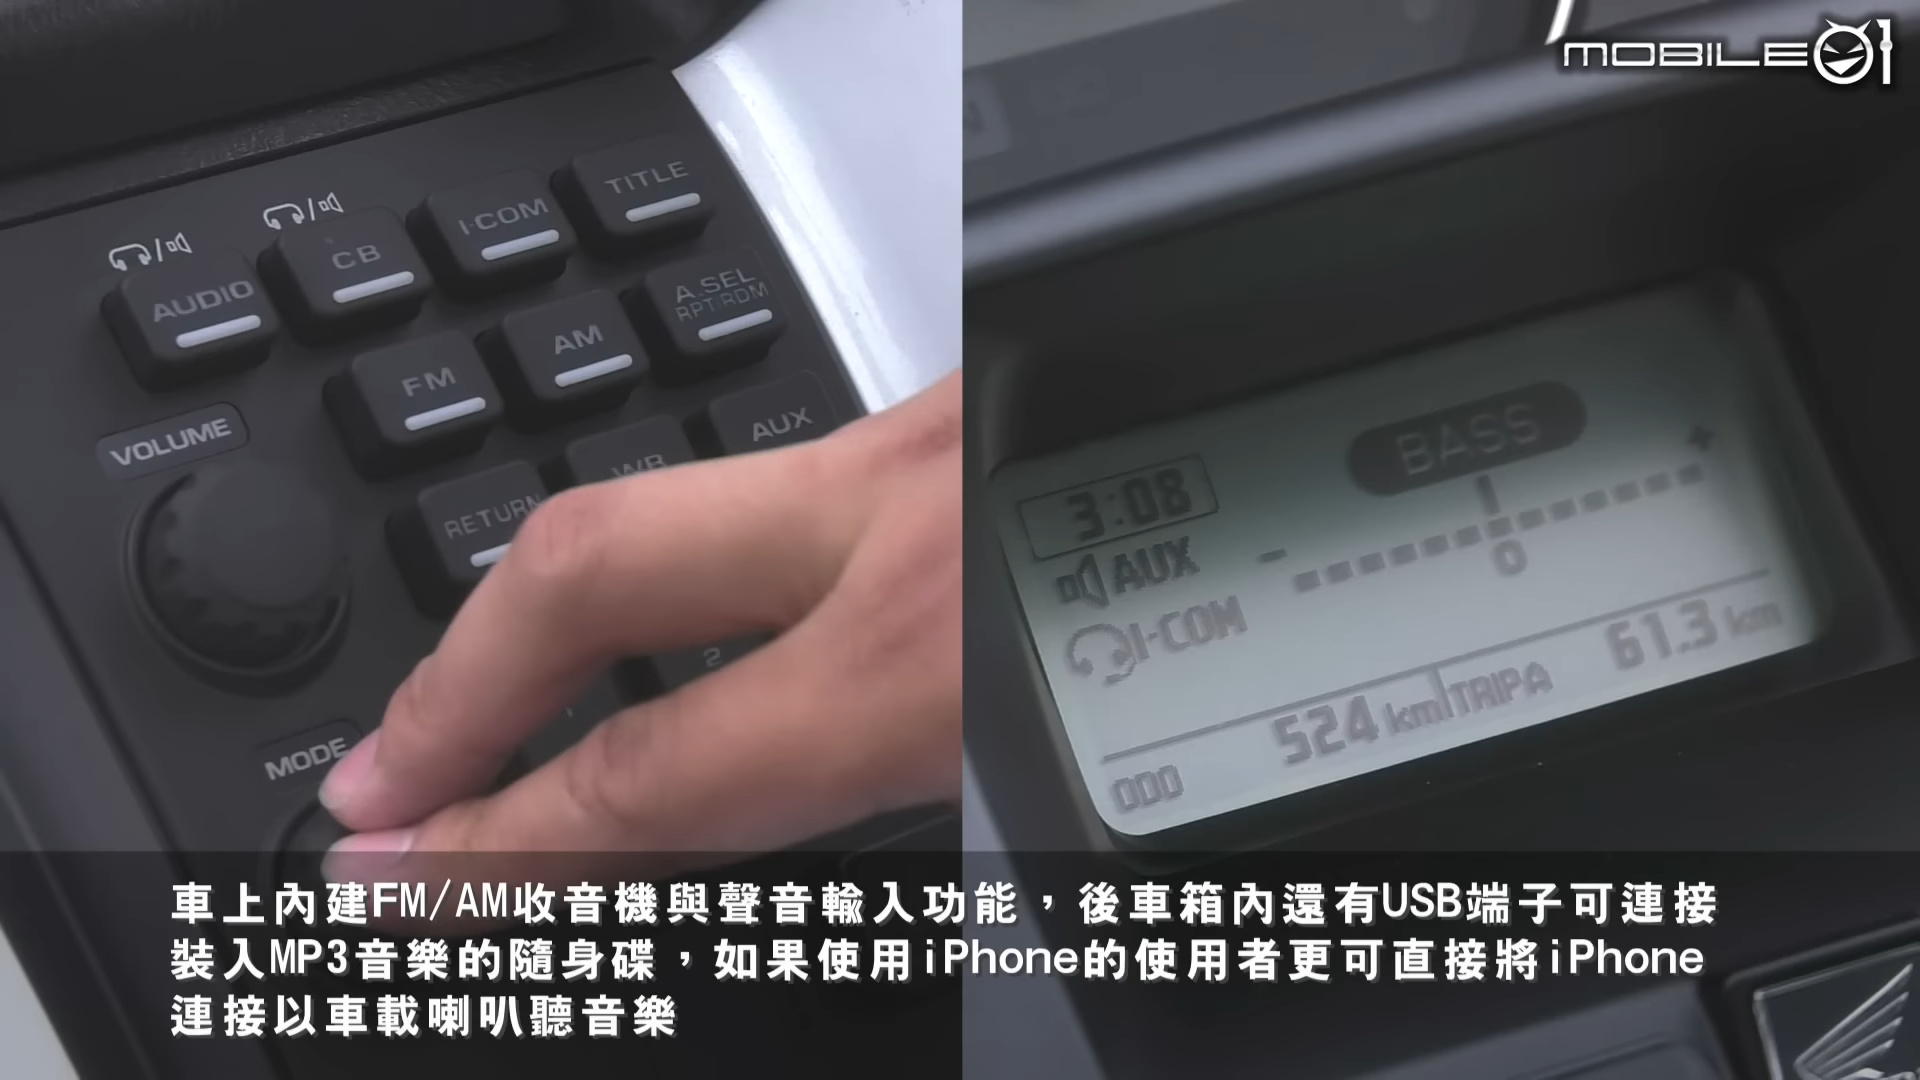 MOBILE01
TITLE
I-COM
CB
AUDIO
A.SEL
RPT/RDM
AM
FM
AUX
VOLUME
WB
RETURN
2
MODE
BASS
3:08
AUX
- +
0
I-COM
61.3 km
524 km TRIP A
ODO
車上內建FM/AM收音機與聲音輸入功能，後車箱內還有USB端子可連接
裝入MP3音樂的隨身碟，如果使用iPhone的使用者更可直接將iPhone
連接以車載喇叭聽音樂